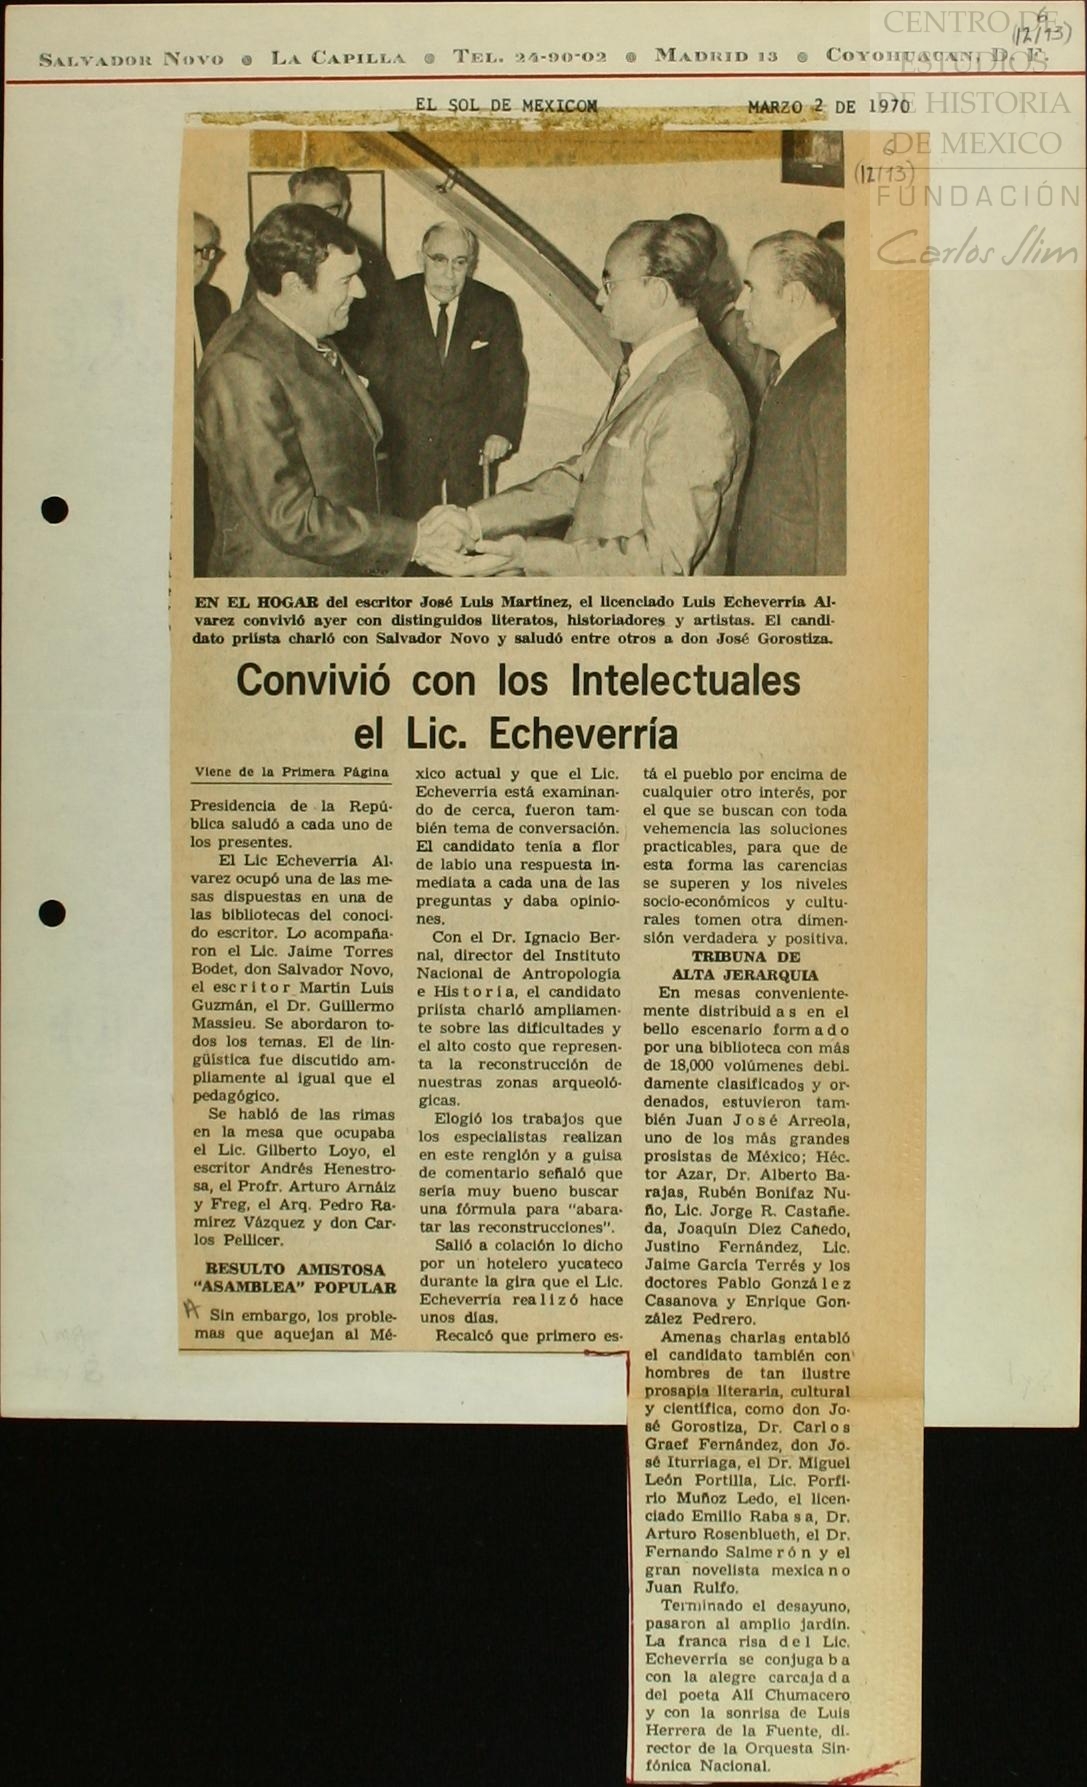 SALVADOR NOVO ● LA CAPILLA ● TEL. 24-90-02 ● MADRID 13 ● COYOHUACAN, D. F.
6
(12/13)
CENTRO DE
ESTUDIOS
DE HISTORIA
DE MEXICO
FUNDACIÓN
Carlos Slim
EL SOL DE MEXICOM MARZO 2 DE 1970
6
(12/13)
EN EL HOGAR del escritor José Luis Martínez, el licenciado Luis Echeverría Al-
varez convivió ayer con distinguidos literatos, historiadores y artistas. El candi-
dato priísta charló con Salvador Novo y saludó entre otros a don José Gorostiza.
Convivió con los Intelectuales
el Lic. Echeverría
Viene de la Primera Página
Presidencia de la Repú-
blica saludó a cada uno de
los presentes.
El Lic Echeverría Al-
varez ocupó una de las me-
sas dispuestas en una de
las bibliotecas del conoci-
do escritor. Lo acompaña-
ron el Lic. Jaime Torres
Bodet, don Salvador Novo,
el escritor Martín Luis
Guzmán, el Dr. Guillermo
Massieu. Se abordaron to-
dos los temas. El de lin-
güística fue discutido am-
pliamente al igual que el
pedagógico.
Se habló de las rimas
en la mesa que ocupaba
el Lic. Gilberto Loyo, el
escritor Andrés Henestro-
sa, el Profr. Arturo Arnáiz
y Freg, el Arq. Pedro Ra-
mírez Vázquez y don Car-
los Pellicer.
RESULTO AMISTOSA
"ASAMBLEA" POPULAR
A
Sin embargo, los proble-
mas que aquejan al Mé-
xico actual y que el Lic.
Echeverría está examinan-
do de cerca, fueron tam-
bién tema de conversación.
El candidato tenía a flor
de labio una respuesta in-
mediata a cada una de las
preguntas y daba opinio-
nes.
Con el Dr. Ignacio Ber-
nal, director del Instituto
Nacional de Antropología
e Historia, el candidato
priísta charló ampliamen-
te sobre las dificultades y
el alto costo que represen-
ta la reconstrucción de
nuestras zonas arqueoló-
gicas.
Elogió los trabajos que
los especialistas realizan
en este renglón y a guisa
de comentario señaló que
sería muy bueno buscar
una fórmula para "abara-
tar las reconstrucciones".
Salió a colación lo dicho
por un hotelero yucateco
durante la gira que el Lic.
Echeverría realizó hace
unos días.
Recalcó que primero es-
tá el pueblo por encima de
cualquier otro interés, por
el que se buscan con toda
vehemencia las soluciones
practicables, para que de
esta forma las carencias
se superen y los niveles
socio-económicos y cultu-
rales tomen otra dimen-
sión verdadera y positiva.
TRIBUNA DE
ALTA JERARQUIA
En mesas conveniente-
mente distribuidas en el
bello escenario formado
por una biblioteca con más
de 18,000 volúmenes debi-
damente clasificados y or-
denados, estuvieron tam-
bién Juan José Arreola,
uno de los más grandes
prosistas de México; Héc-
tor Azar, Dr. Alberto Ba-
rajas, Rubén Bonifaz Nu-
ño, Lic. Jorge R. Castañe-
da, Joaquín Díez Cañedo,
Justino Fernández, Lic.
Jaime García Terrés y los
doctores Pablo González
Casanova y Enrique Gon-
zález Pedrero.
Amenas charlas entabló
el candidato también con
hombres de tan ilustre
prosapia literaria, cultural
y científica, como don Jo-
sé Gorostiza, Dr. Carlos
Graef Fernández, don Jo-
sé Iturriaga, el Dr. Miguel
León Portilla, Lic. Porfi-
rio Muñoz Ledo, el licen-
ciado Emilio Rabasa, Dr.
Arturo Rosenblueth, el Dr.
Fernando Salmerón y el
gran novelista mexicano
Juan Rulfo.
Terminado el desayuno,
pasaron al amplio jardín.
La franca risa del Lic.
Echeverría se conjugaba
con la alegre carcajada
del poeta Alí Chumacero
y con la sonrisa de Luis
Herrera de la Fuente, di-
rector de la Orquesta Sin-
fónica Nacional.